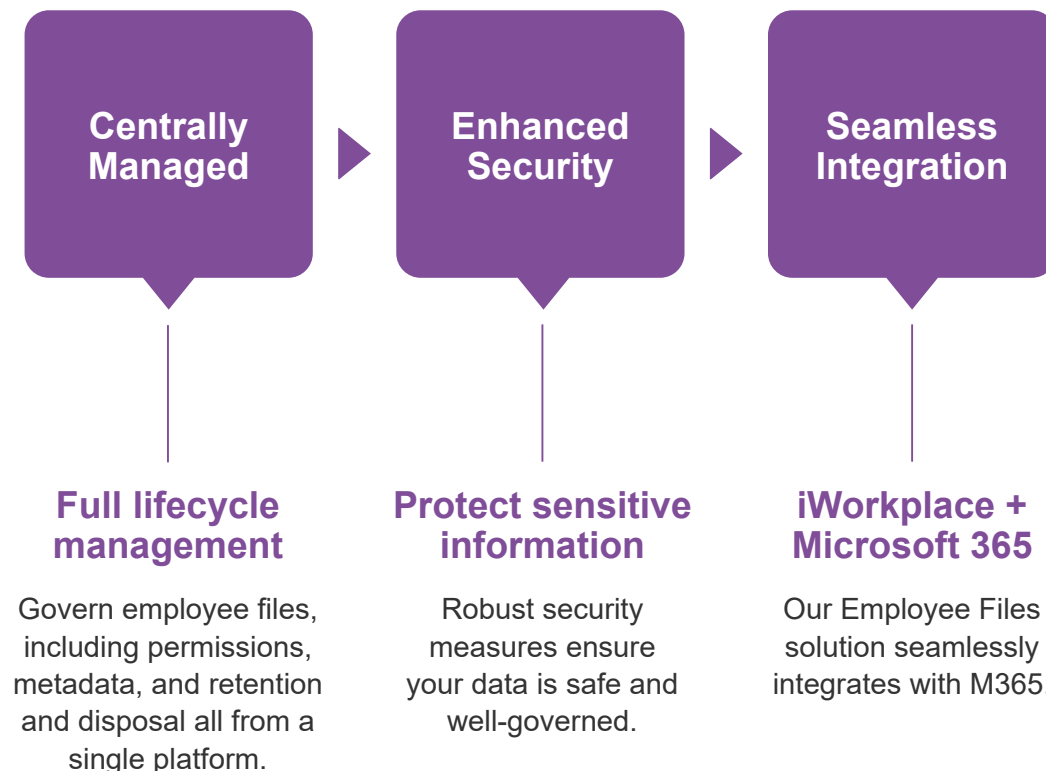 Centrally
Managed
Enhanced
Security
Seamless
Integration
Full lifecycle
management
Govern employee files,
including permissions,
metadata, and retention
and disposal all from a
single platform.
Protect sensitive
information
Robust security
measures ensure
your data is safe and
well-governed.
iWorkplace +
Microsoft 365
Our Employee Files
solution seamlessly
integrates with M365.